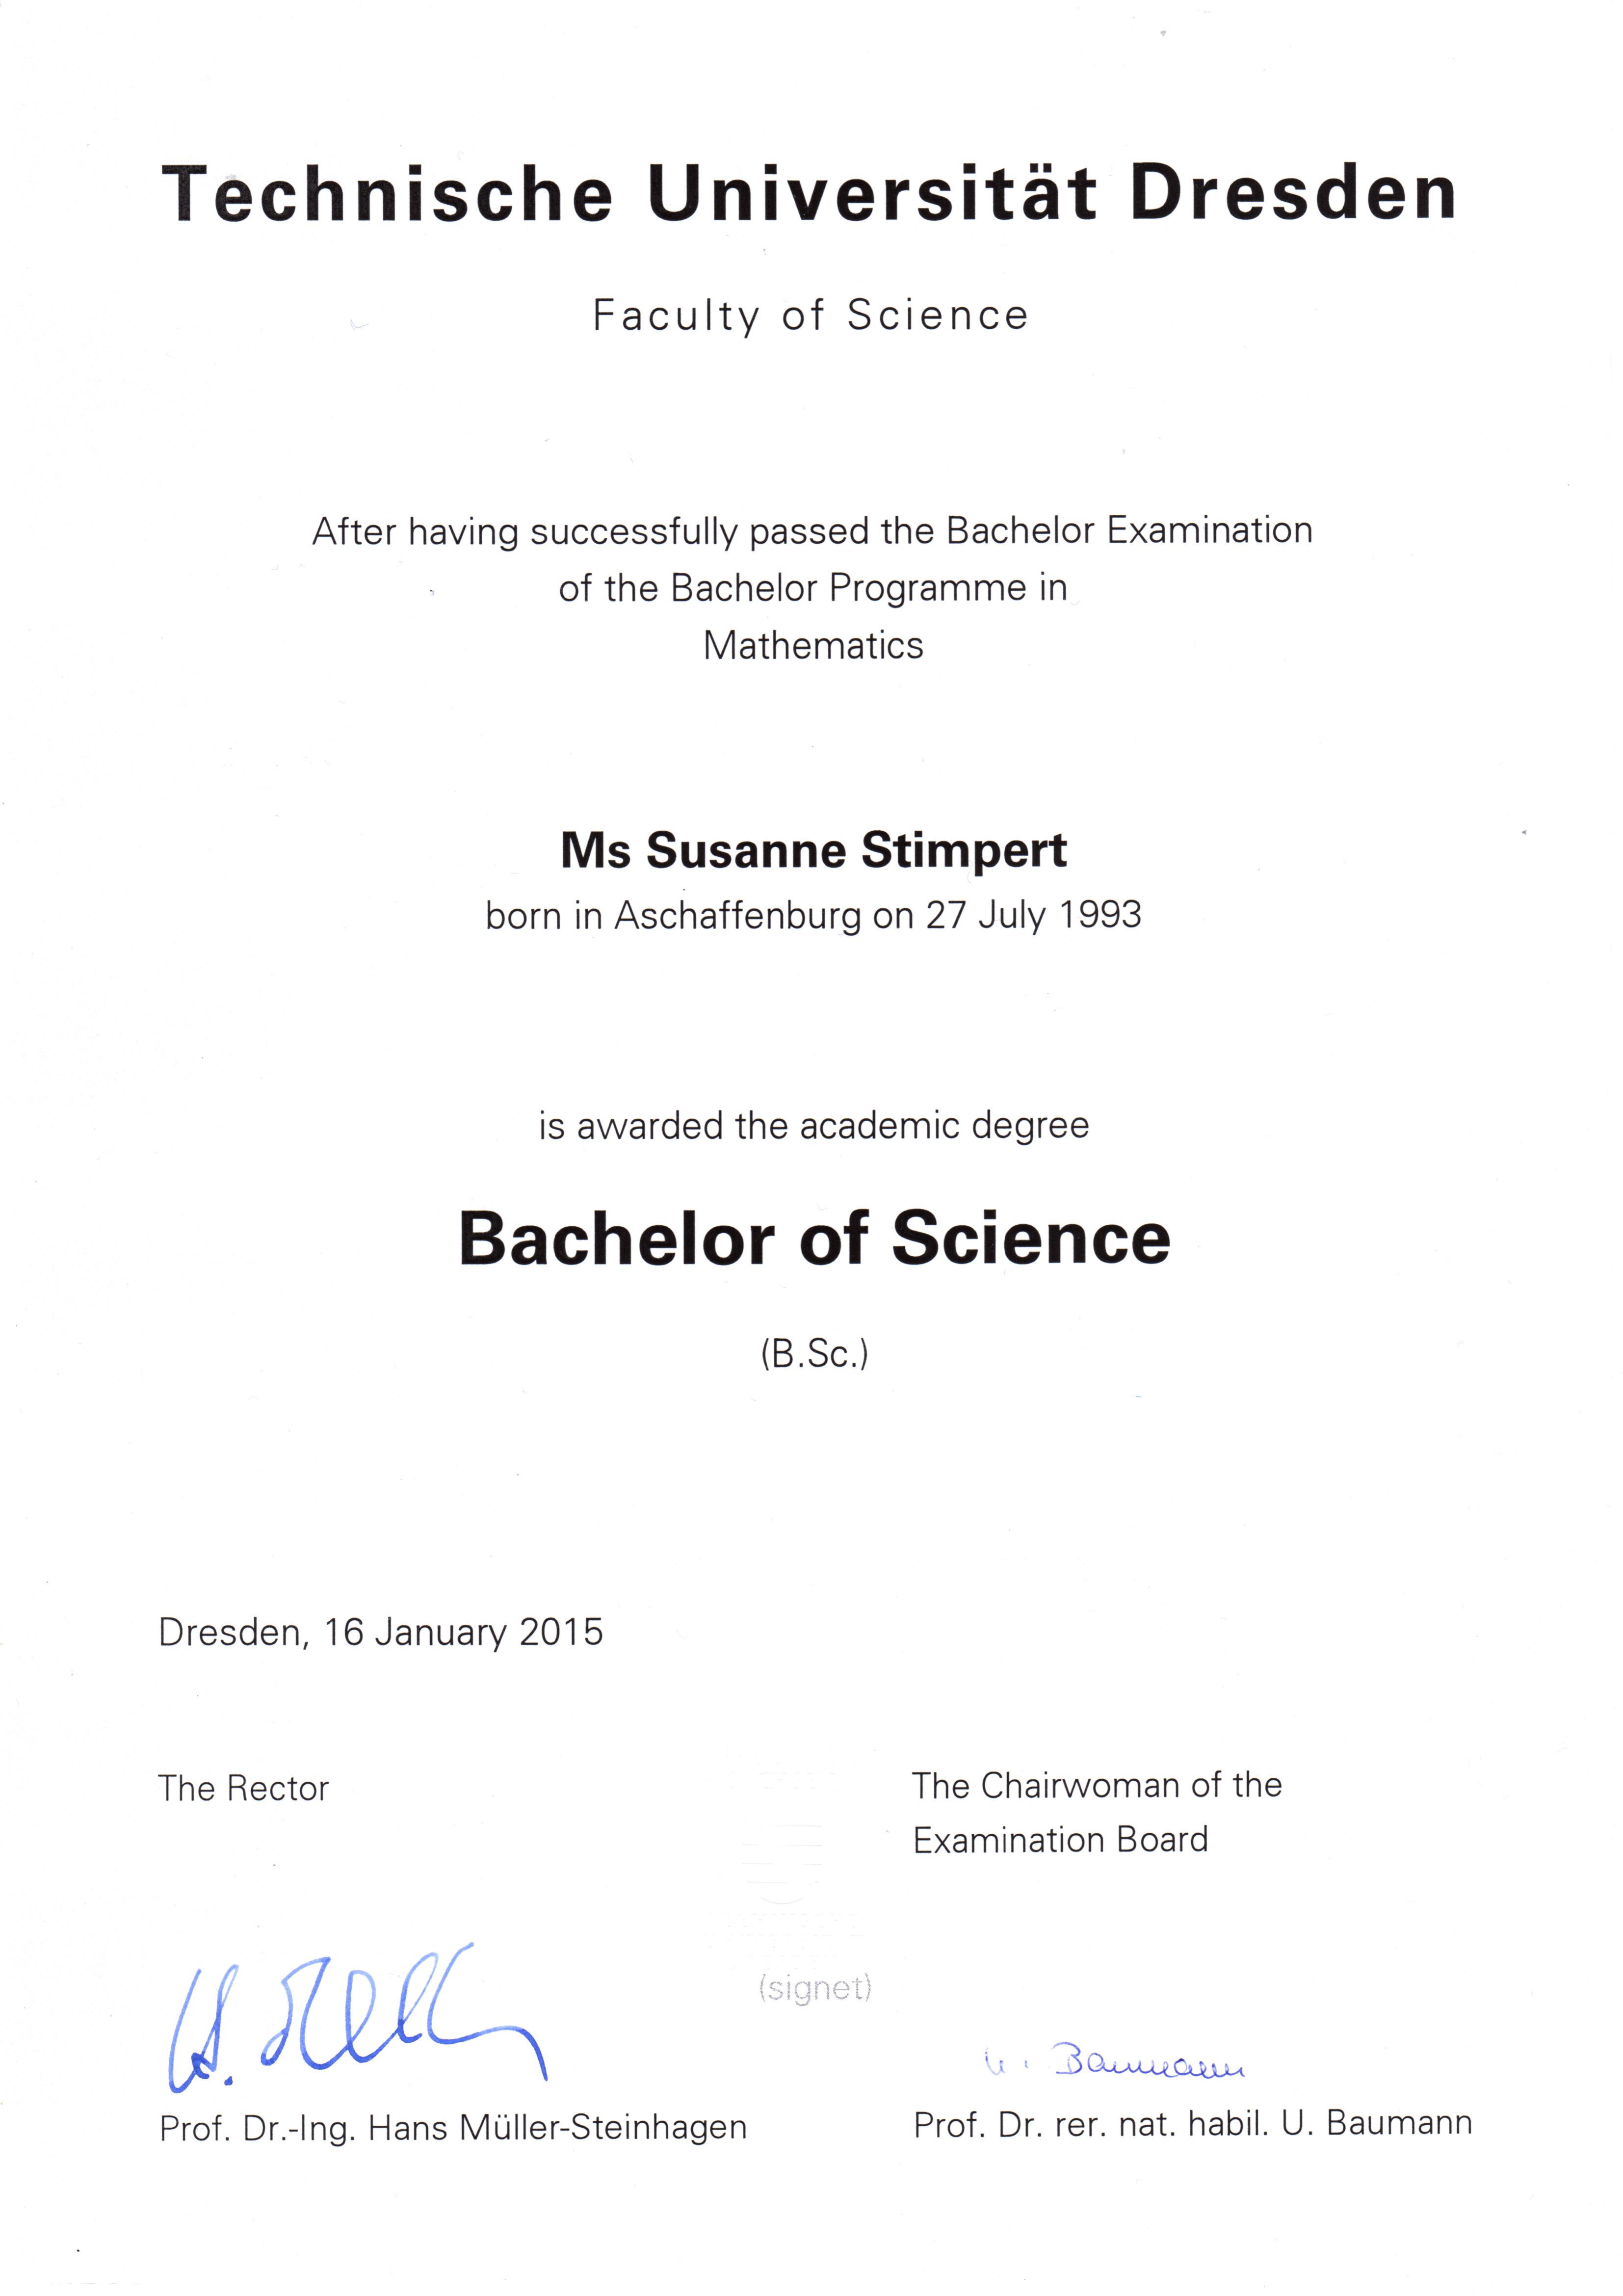 Technische Universität Dresden
Faculty of Science
After having successfully passed the Bachelor Examination
of the Bachelor Programme in
Mathematics
Ms Susanne Stimpert
born in Aschaffenburg on 27 July 1993
is awarded the academic degree
Bachelor of Science
(B.Sc.)
Dresden, 16 January 2015
The Rector
The Chairwoman of the
Examination Board
(signet)
U. Baumann
Prof. Dr.-Ing. Hans Müller-Steinhagen
Prof. Dr. rer. nat. habil. U. Baumann